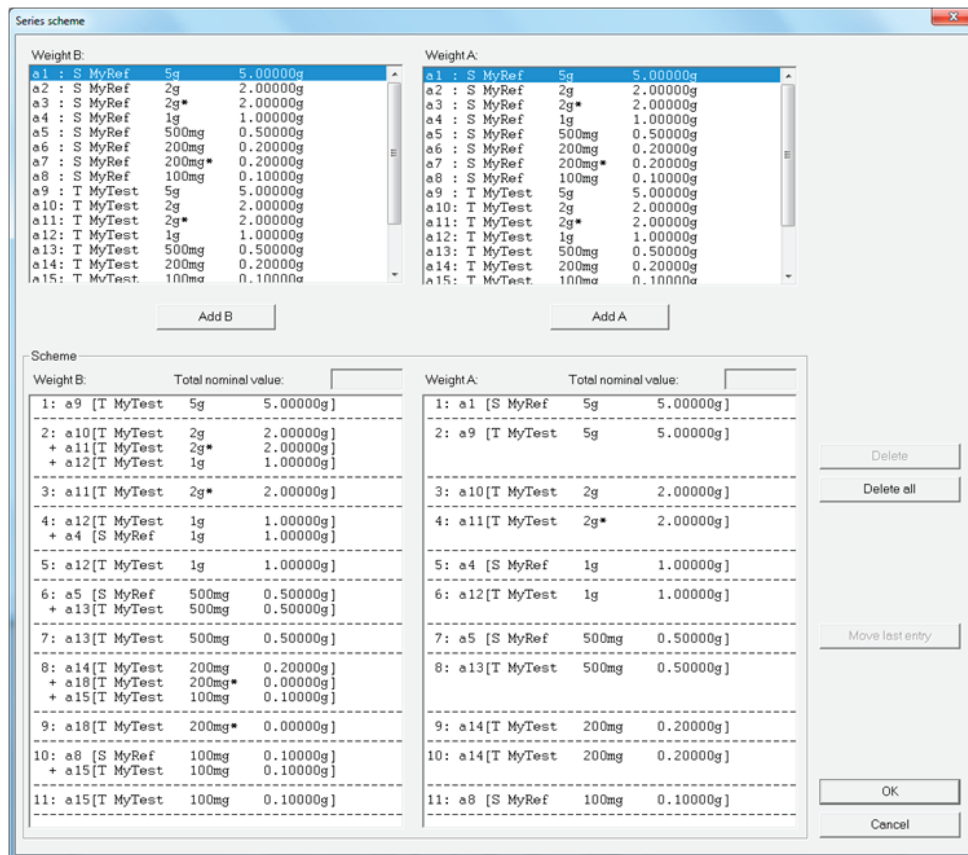 Series scheme
Weight B:
a1 : S MyRef 5g 5.00000g
a2 : S MyRef 2g 2.00000g
a3 : S MyRef 2g* 2.00000g
a4 : S MyRef 1g 1.00000g
a5 : S MyRef 500mg 0.50000g
a6 : S MyRef 200mg 0.20000g
a7 : S MyRef 200mg* 0.20000g
a8 : S MyRef 100mg 0.10000g
a9 : T MyTest 5g 5.00000g
a10: T MyTest 2g 2.00000g
a11: T MyTest 2g* 2.00000g
a12: T MyTest 1g 1.00000g
a13: T MyTest 500mg 0.50000g
a14: T MyTest 200mg 0.20000g
a15: T MyTest 100mg 0.10000g
Add B
Weight A:
a1 : S MyRef 5g 5.00000g
a2 : S MyRef 2g 2.00000g
a3 : S MyRef 2g* 2.00000g
a4 : S MyRef 1g 1.00000g
a5 : S MyRef 500mg 0.50000g
a6 : S MyRef 200mg 0.20000g
a7 : S MyRef 200mg* 0.20000g
a8 : S MyRef 100mg 0.10000g
a9 : T MyTest 5g 5.00000g
a10: T MyTest 2g 2.00000g
a11: T MyTest 2g* 2.00000g
a12: T MyTest 1g 1.00000g
a13: T MyTest 500mg 0.50000g
a14: T MyTest 200mg 0.20000g
a15: T MyTest 100mg 0.10000g
Add A
Scheme
Weight B: Total nominal value:
1: a9 [T MyTest 5g 5.00000g]
2: a10[T MyTest 2g 2.00000g]
+ a11[T MyTest 2g* 2.00000g]
+ a12[T MyTest 1g 1.00000g]
3: a11[T MyTest 2g* 2.00000g]
4: a12[T MyTest 1g 1.00000g]
+ a4 [S MyRef 1g 1.00000g]
5: a12[T MyTest 1g 1.00000g]
6: a5 [S MyRef 500mg 0.50000g]
+ a13[T MyTest 500mg 0.50000g]
7: a13[T MyTest 500mg 0.50000g]
8: a14[T MyTest 200mg 0.20000g]
+ a18[T MyTest 200mg* 0.00000g]
+ a15[T MyTest 100mg 0.10000g]
9: a18[T MyTest 200mg* 0.00000g]
10: a8 [S MyRef 100mg 0.10000g]
+ a15[T MyTest 100mg 0.10000g]
11: a15[T MyTest 100mg 0.10000g]
Weight A: Total nominal value:
1: a1 [S MyRef 5g 5.00000g]
2: a9 [T MyTest 5g 5.00000g]
3: a10[T MyTest 2g 2.00000g]
4: a11[T MyTest 2g* 2.00000g]
5: a4 [S MyRef 1g 1.00000g]
6: a12[T MyTest 1g 1.00000g]
7: a5 [S MyRef 500mg 0.50000g]
8: a13[T MyTest 500mg 0.50000g]
9: a14[T MyTest 200mg 0.20000g]
10: a14[T MyTest 200mg 0.20000g]
11: a8 [S MyRef 100mg 0.10000g]
Delete
Delete all
Move last entry
OK
Cancel